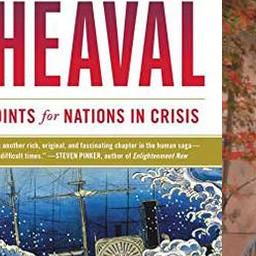 HEAVAL
OINTS for NATIONS IN CRISIS
another rich, original, and fascinating chapter in the human saga—
difficult times." —STEVEN PINKER, author of Enlightenment Now